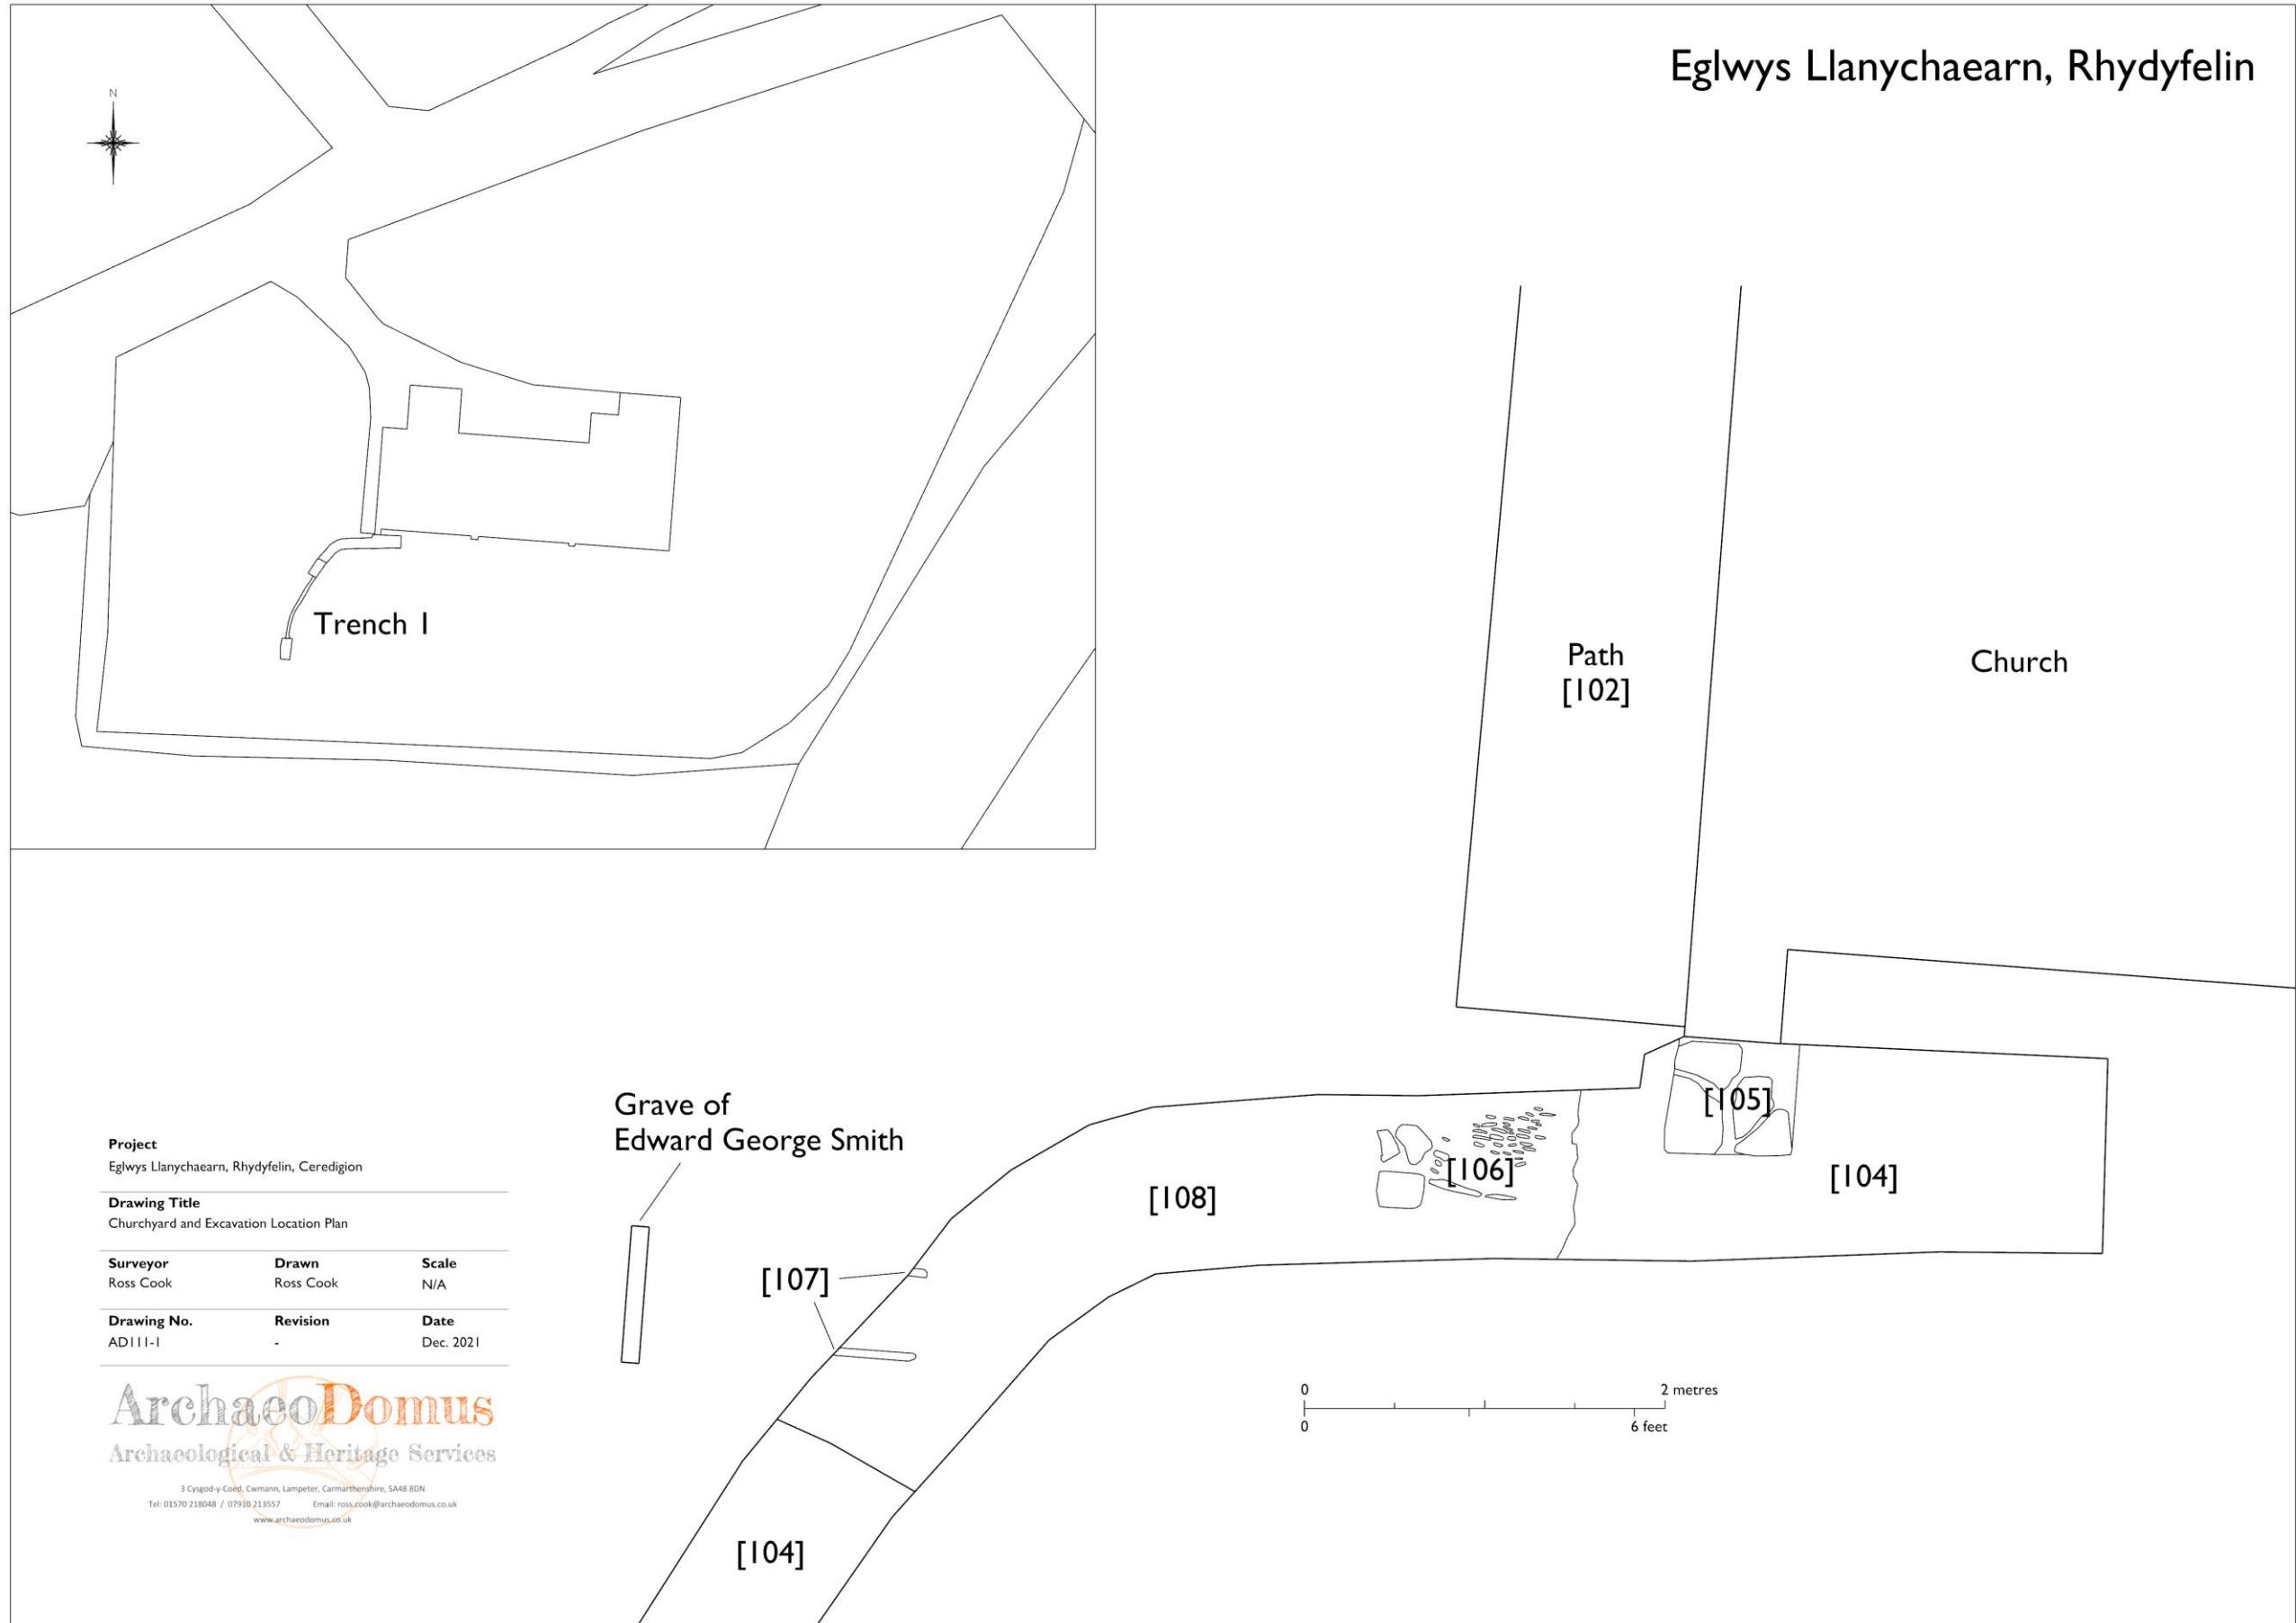 Eglwys Llanychaearn, Rhydyfelin
N
Trench 1
Path
[102]
Church
[105]
[106]
[104]
[108]
Grave of
Edward George Smith
[107]
[104]
0 2 metres
0 6 feet
Project
Eglwys Llanychaearn, Rhydyfelin, Ceredigion
Drawing Title
Churchyard and Excavation Location Plan
Surveyor Drawn Scale
Ross Cook Ross Cook N/A
Drawing No. Revision Date
AD111-1 - Dec. 2021
ArchaeoDomus
Archaeological & Heritage Services
3 Cysgod-y-Coed, Cwmann, Lampeter, Carmarthenshire, SA48 8DN
Tel: 01570 218048 / 07910 213557 Email: ross.cook@archaeodomus.co.uk
www.archaeodomus.co.uk